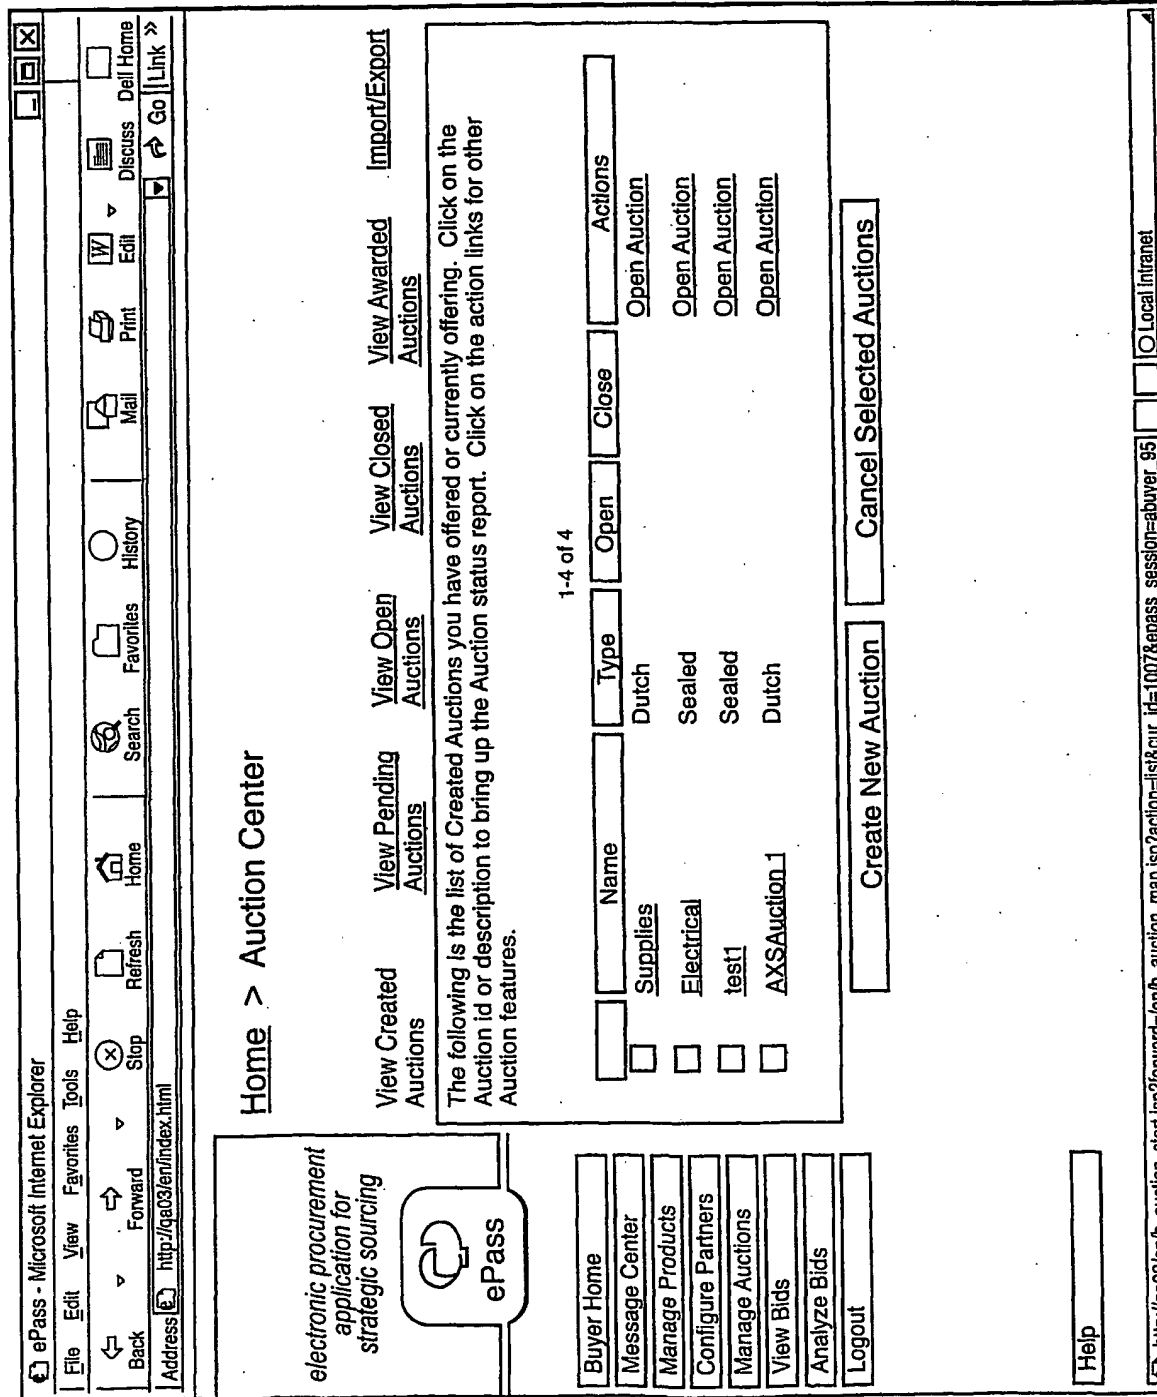 ePass - Microsoft Internet Explorer
File Edit View Favorites Tools Help
Back Forward Stop Refresh Home Search Favorites History Mail Print Edit Discuss Dell Home
Address http://qa03/en/index.html Go Link »
electronic procurement
application for
strategic sourcing
ePass
Buyer Home
Message Center
Manage Products
Configure Partners
Manage Auctions
View Bids
Analyze Bids
Logout
Help
Home > Auction Center
View Created Auctions
View Pending Auctions
View Open Auctions
View Closed Auctions
View Awarded Auctions
Import/Export
The following is the list of Created Auctions you have offered or currently offering. Click on the
Auction id or description to bring up the Auction status report. Click on the action links for other
Auction features.
1-4 of 4
Name Type Open Close Actions
Supplies Dutch Open Auction
Electrical Sealed Open Auction
test1 Sealed Open Auction
AXSAuction 1 Dutch Open Auction
Create New Auction Cancel Selected Auctions
Local intranet